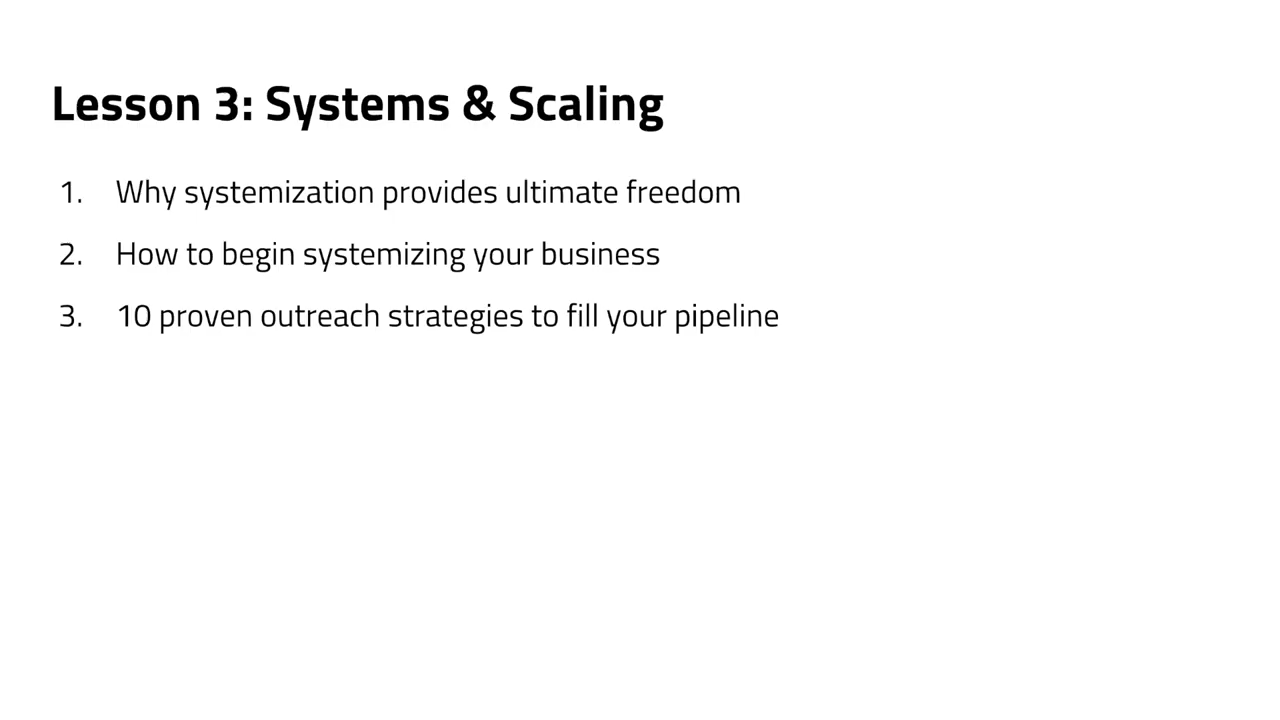 Lesson 3: Systems & Scaling
1. Why systemization provides ultimate freedom
2. How to begin systemizing your business
3. 10 proven outreach strategies to fill your pipeline